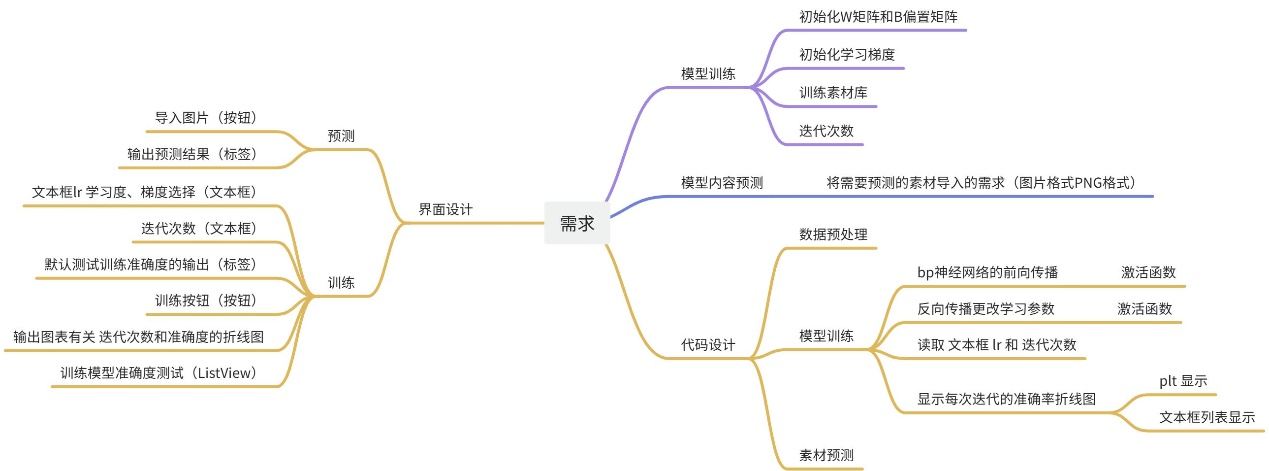 需求
模型训练
初始化W矩阵和B偏置矩阵
初始化学习梯度
训练素材库
迭代次数
模型内容预测
将需要预测的素材导入的需求（图片格式PNG格式）
代码设计
数据预处理
模型训练
bp神经网络的前向传播
激活函数
反向传播更改学习参数
激活函数
读取 文本框 lr 和 迭代次数
显示每次迭代的准确率折线图
plt 显示
文本框列表显示
素材预测
界面设计
预测
导入图片（按钮）
输出预测结果（标签）
训练
文本框lr 学习度、梯度选择（文本框）
迭代次数（文本框）
默认测试训练准确度的输出（标签）
训练按钮（按钮）
输出图表有关 迭代次数和准确度的折线图
训练模型准确度测试（ListView）